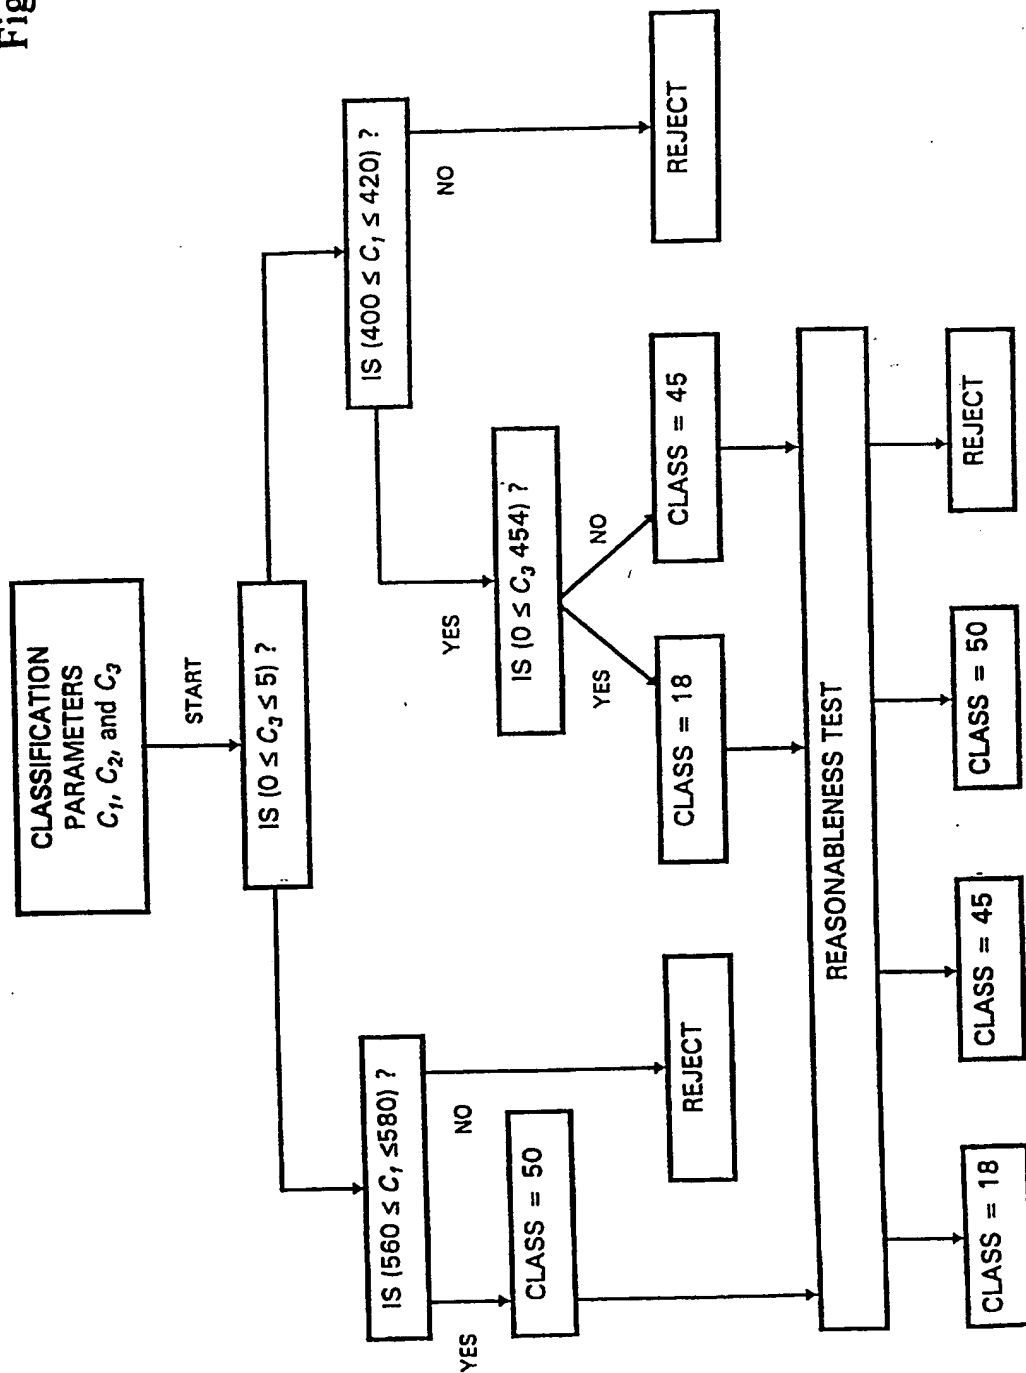 Fig
CLASSIFICATION
PARAMETERS
C₁, C₂, and C₃
START
IS (0 ≤ C₃ ≤ 5) ?
IS (560 ≤ C₁ ≤580) ?
IS (400 ≤ C₁ ≤ 420) ?
YES
NO
YES
NO
CLASS = 50
REJECT
IS (0 ≤ C₃ 454) ?
REJECT
YES
NO
CLASS = 18
CLASS = 45
REASONABLENESS TEST
CLASS = 18
CLASS = 45
CLASS = 50
REJECT